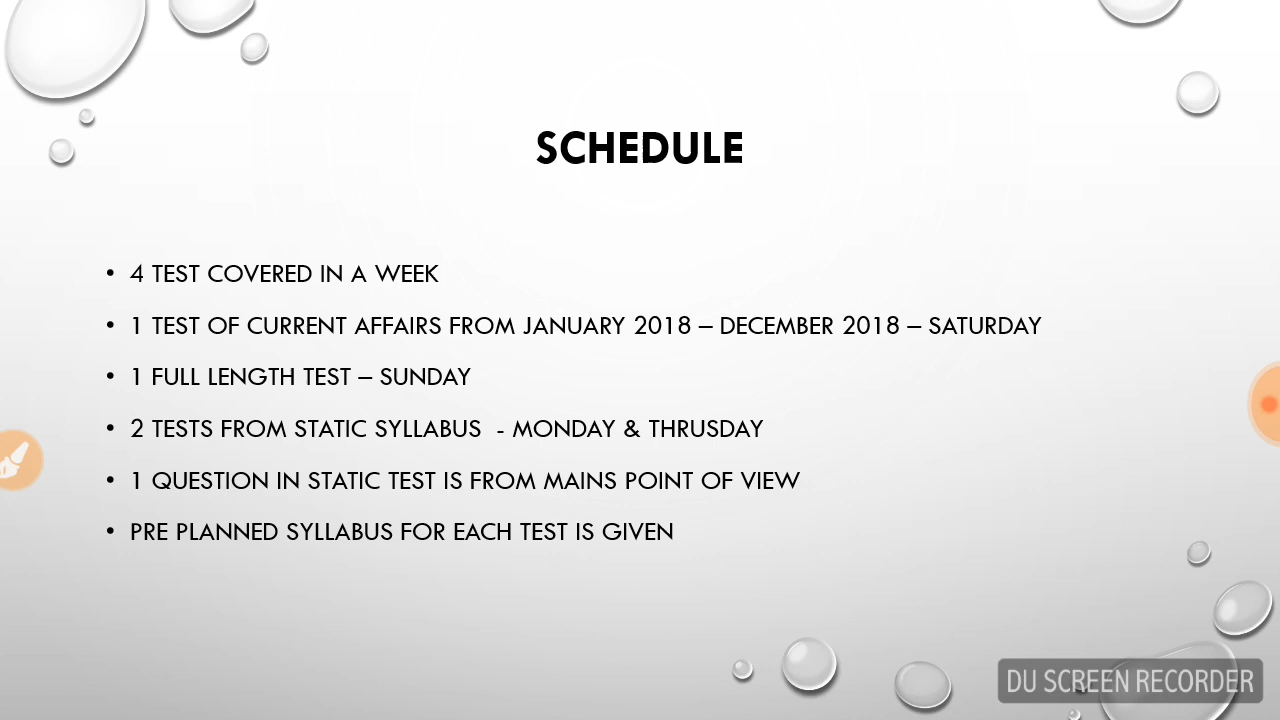 SCHEDULE
• 4 TEST COVERED IN A WEEK
• 1 TEST OF CURRENT AFFAIRS FROM JANUARY 2018 – DECEMBER 2018 – SATURDAY
• 1 FULL LENGTH TEST – SUNDAY
• 2 TESTS FROM STATIC SYLLABUS  - MONDAY & THRUSDAY
• 1 QUESTION IN STATIC TEST IS FROM MAINS POINT OF VIEW
• PRE PLANNED SYLLABUS FOR EACH TEST IS GIVEN
DU SCREEN RECORDER